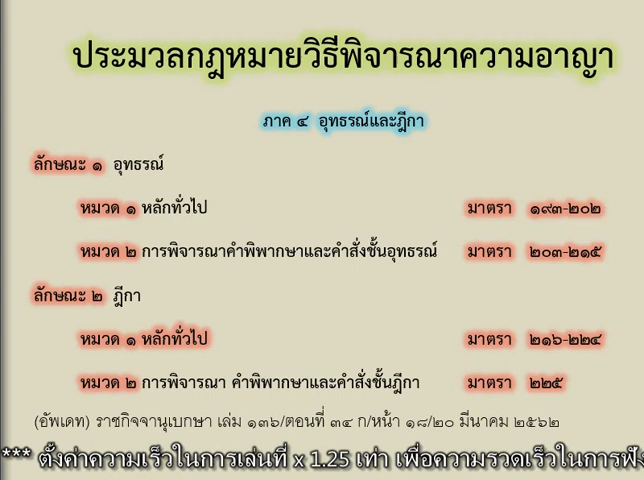 ประมวลกฎหมายวิธีพิจารณาความอาญา
ภาค ๔ อุทธรณ์และฎีกา
ลักษณะ ๑ อุทธรณ์
หมวด ๑ หลักทั่วไป มาตรา ๑๙๓-๒๐๒
หมวด ๒ การพิจารณาคำพิพากษาและคำสั่งชั้นอุทธรณ์ มาตรา ๒๐๓-๒๑๕
ลักษณะ ๒ ฎีกา
หมวด ๑ หลักทั่วไป มาตรา ๒๑๖-๒๒๔
หมวด ๒ การพิจารณา คำพิพากษาและคำสั่งชั้นฎีกา มาตรา ๒๒๕
(อัพเดท) ราชกิจจานุเบกษา เล่ม ๑๓๖/ตอนที่ ๓๔ ก/หน้า ๑๘/๒๐ มีนาคม ๒๕๖๒
*** ตั้งค่าความเร็วในการเล่นที่ x 1.25 เท่า เพื่อความรวดเร็วในการฟัง